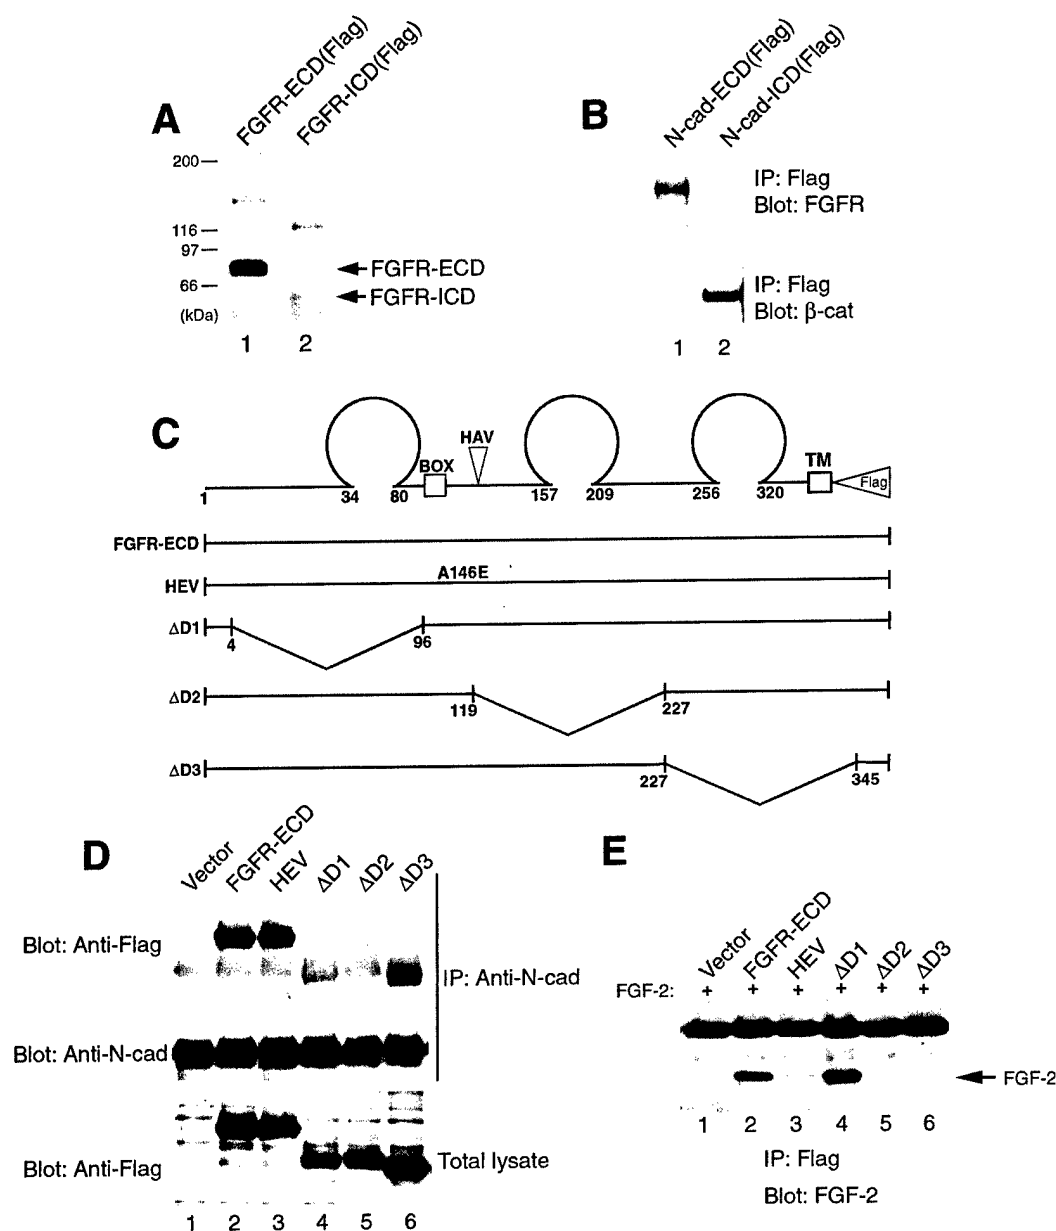 A
FGFR-ECD(Flag)
FGFR-ICD(Flag)
200
116
97
66
(kDa)
FGFR-ECD
FGFR-ICD
1 2
B
N-cad-ECD(Flag)
N-cad-ICD(Flag)
IP: Flag
Blot: FGFR
IP: Flag
Blot: β-cat
1 2
C
BOX HAV TM
Flag
1 34 80 157 209 256 320
FGFR-ECD
HEV A146E
ΔD1 4 96
ΔD2 119 227
ΔD3 227 345
D
Vector FGFR-ECD HEV ΔD1 ΔD2 ΔD3
Blot: Anti-Flag
IP: Anti-N-cad
Blot: Anti-N-cad
Blot: Anti-Flag
Total lysate
1 2 3 4 5 6
E
Vector FGFR-ECD HEV ΔD1 ΔD2 ΔD3
FGF-2: + + + + + +
FGF-2
1 2 3 4 5 6
IP: Flag
Blot: FGF-2